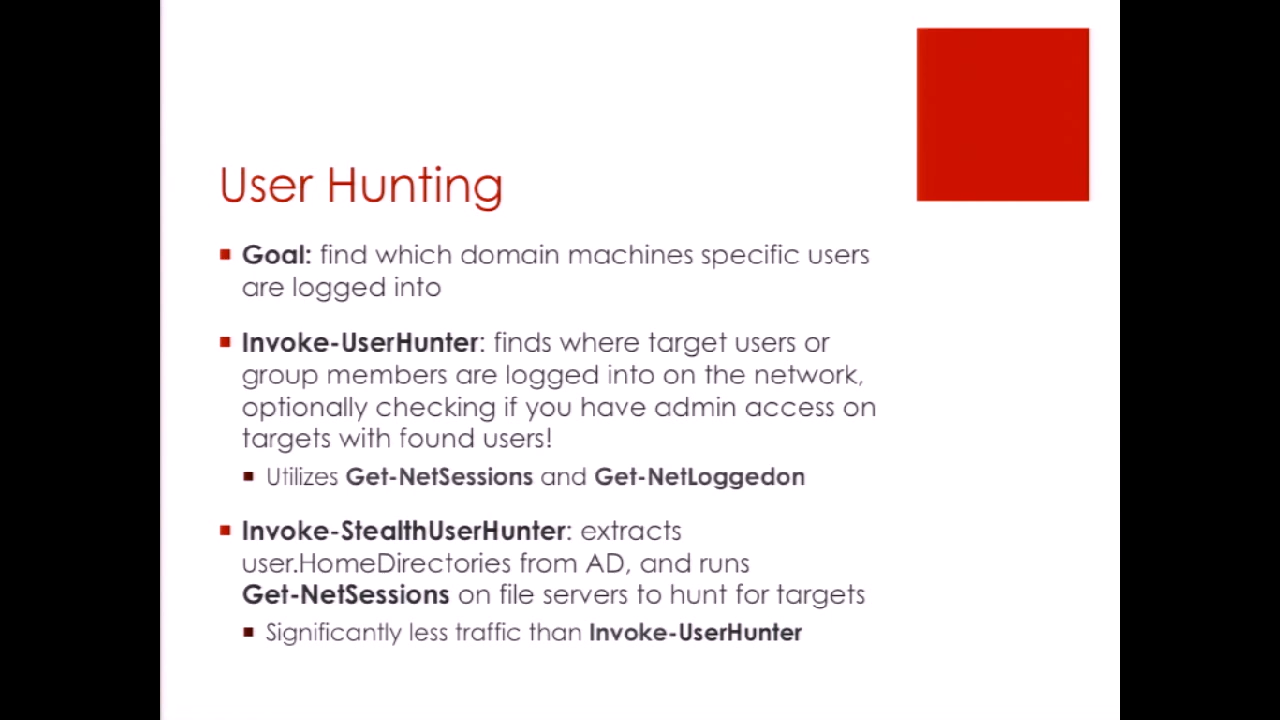 User Hunting
Goal: find which domain machines specific users
are logged into
Invoke-UserHunter: finds where target users or
group members are logged into on the network,
optionally checking if you have admin access on
targets with found users!
Utilizes Get-NetSessions and Get-NetLoggedon
Invoke-StealthUserHunter: extracts
user.HomeDirectories from AD, and runs
Get-NetSessions on file servers to hunt for targets
Significantly less traffic than Invoke-UserHunter